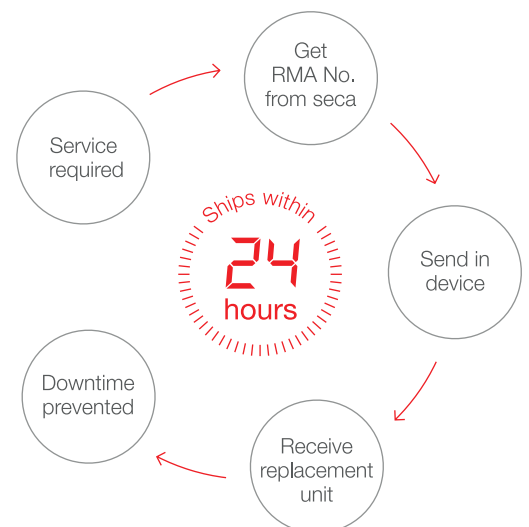 Get
RMA No.
from seca
Service
required
Send in
device
Ships within
24
hours
Receive
replacement
unit
Downtime
prevented